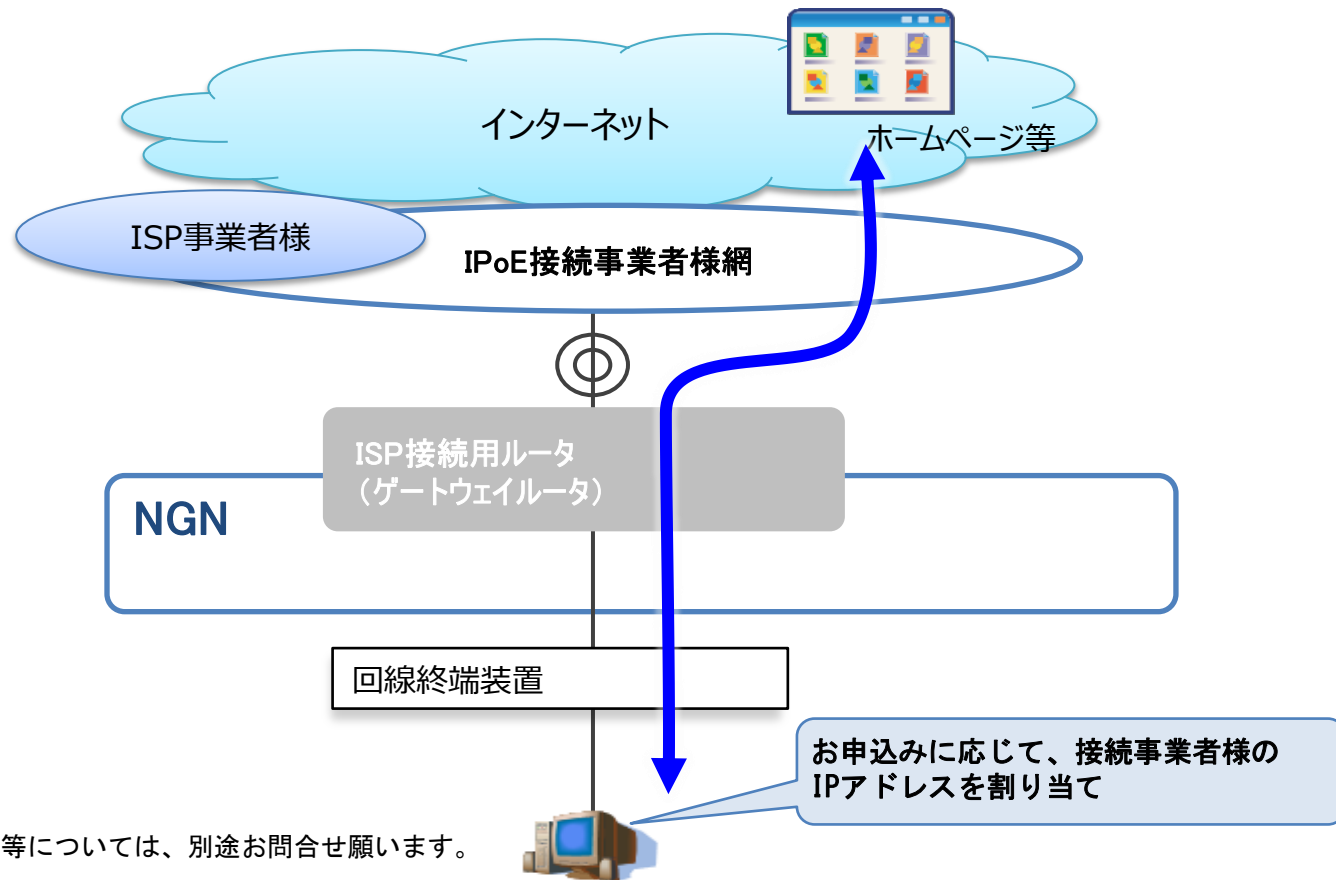 インターネット
ホームページ等
ISP事業者様
IPoE接続事業者様網
ISP接続用ルータ
（ゲートウェイルータ）
NGN
回線終端装置
お申込みに応じて、接続事業者様の
IPアドレスを割り当て
等については、別途お問合せ願います。